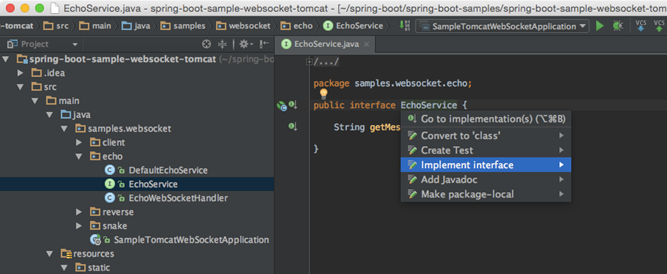 EchoService.java - spring-boot-sample-websocket-tomcat - [~/spring-boot/spring-boot-samples/spring-boot-sample-
-tomcat
src
main
java
samples
websocket
echo
EchoService
SampleTomcatWebSocketApplication
VCS
VCS
Project
EchoService.java
spring-boot-sample-websocket-tomcat (~/spring-
.idea
src
main
java
samples.websocket
client
echo
DefaultEchoService
EchoService
EchoWebSocketHandler
reverse
snake
SampleTomcatWebSocketApplication
resources
static
/.../
package samples.websocket.echo;
public interface EchoService {
String getMes
}
Go to implementation(s) (⌥⌘B)
Convert to 'class'
Create Test
Implement interface
Add Javadoc
Make package-local